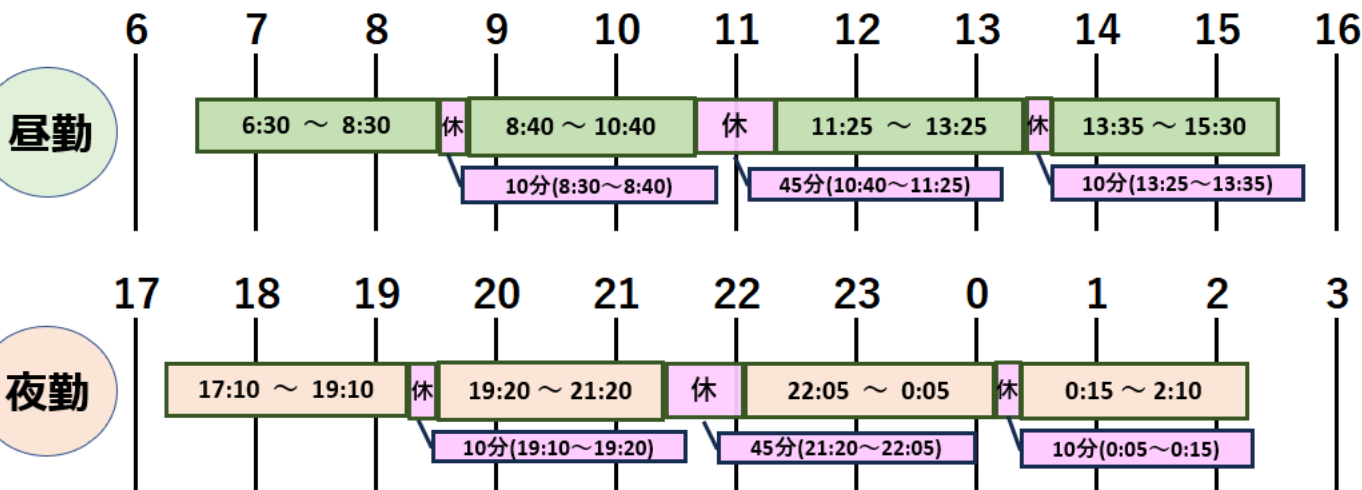 6 7 8 9 10 11 12 13 14 15 16
昼勤
6:30 ～ 8:30 休 8:40 ～ 10:40 休 11:25 ～ 13:25 休 13:35 ～ 15:30
10分(8:30～8:40) 45分(10:40～11:25) 10分(13:25～13:35)
17 18 19 20 21 22 23 0 1 2 3
夜勤
17:10 ～ 19:10 休 19:20 ～ 21:20 休 22:05 ～ 0:05 休 0:15 ～ 2:10
10分(19:10～19:20) 45分(21:20～22:05) 10分(0:05～0:15)